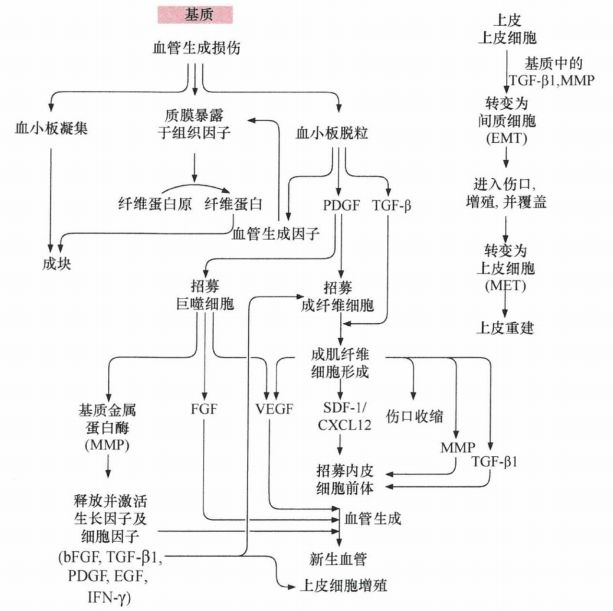 基质
血管生成损伤
血小板凝集
质膜暴露
于组织因子
血小板脱粒
纤维蛋白原
纤维蛋白
血管生成因子
PDGF
TGF-β
成块
招募
巨噬细胞
招募
成纤维细胞
成肌纤维
细胞形成
基质金属
蛋白酶
(MMP)
FGF
VEGF
SDF-1/
CXCL12
伤口收缩
MMP
TGF-β1
招募内皮
细胞前体
释放并激活
生长因子及
细胞因子
(bFGF, TGF-β1,
PDGF, EGF,
IFN-γ)
血管生成
新生血管
上皮细胞增殖
上皮
上皮细胞
基质中的
TGF-β1,MMP
转变为
间质细胞
(EMT)
进入伤口,
增殖, 并覆盖
转变为
上皮细胞
(MET)
上皮重建